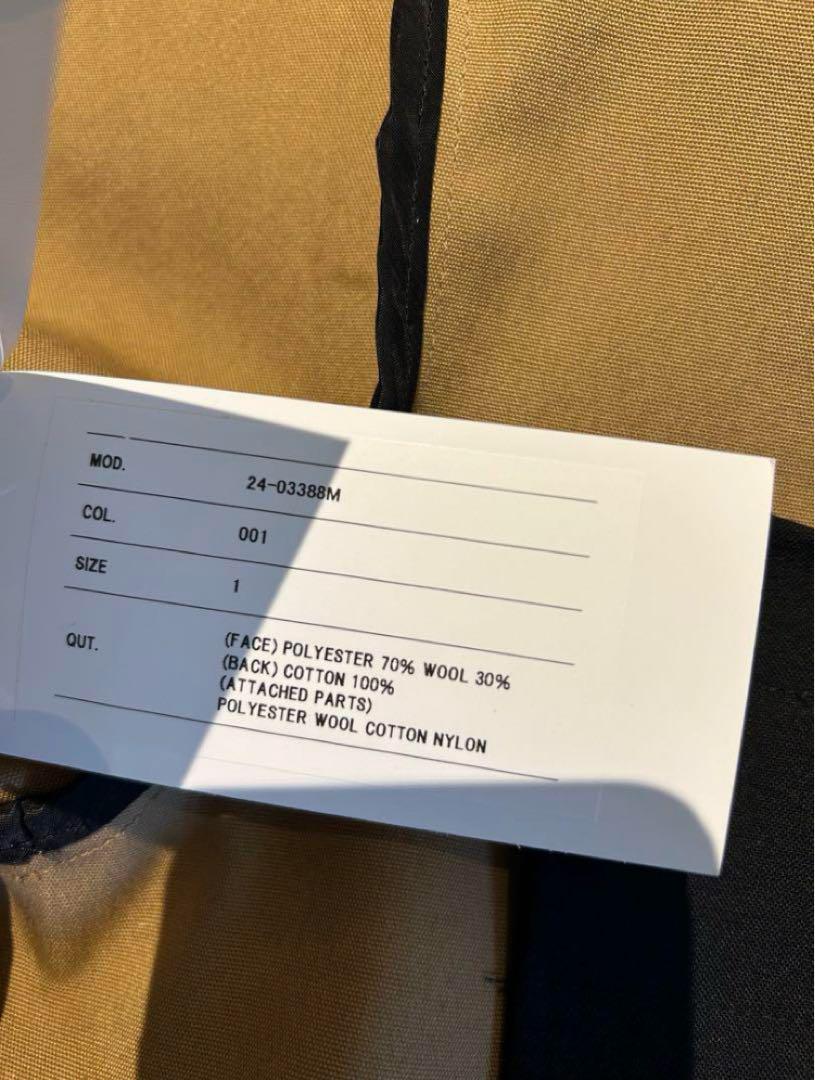 MOD. 24-03388M
COL. 001
SIZE 1
QUT. (FACE) POLYESTER 70% WOOL 30%
(BACK) COTTON 100%
(ATTACHED PARTS)
POLYESTER WOOL COTTON NYLON